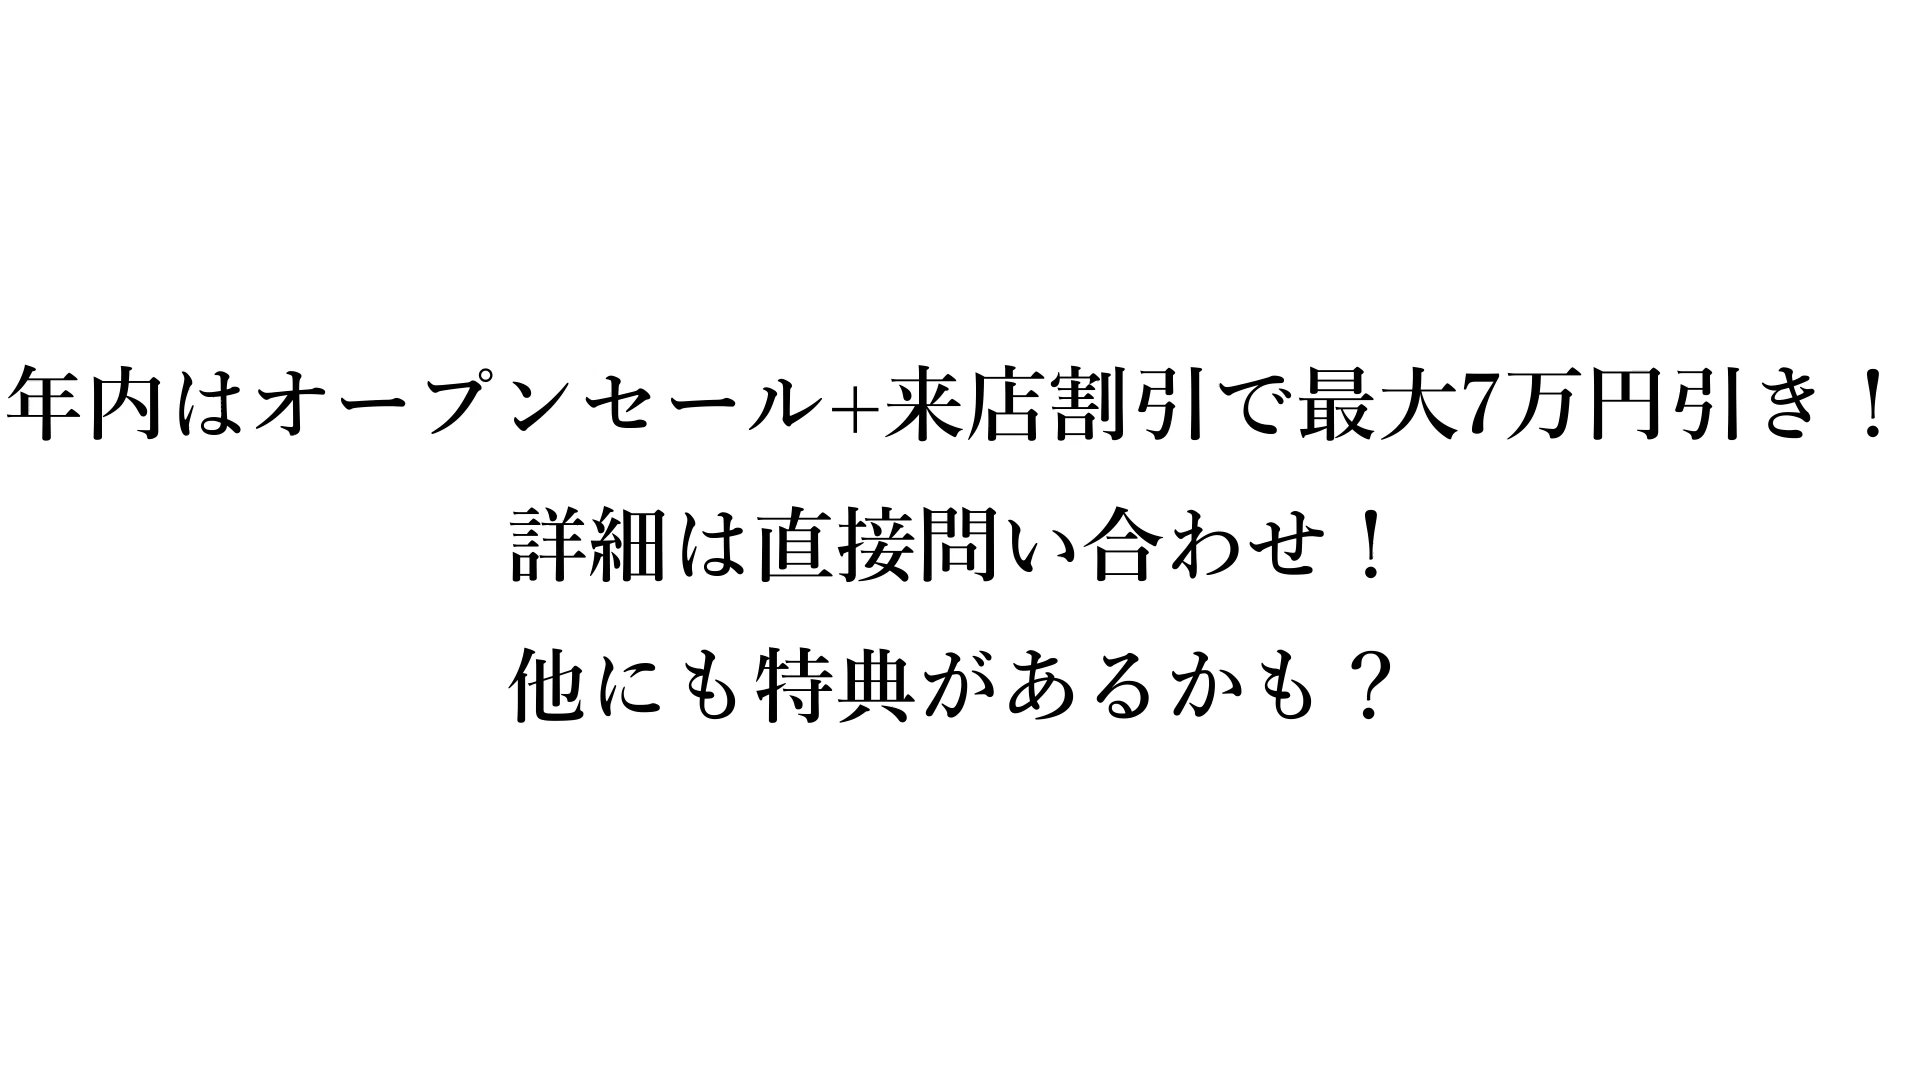 年内はオープンセール+来店割引で最大7万円引き！
詳細は直接問い合わせ！
他にも特典があるかも？